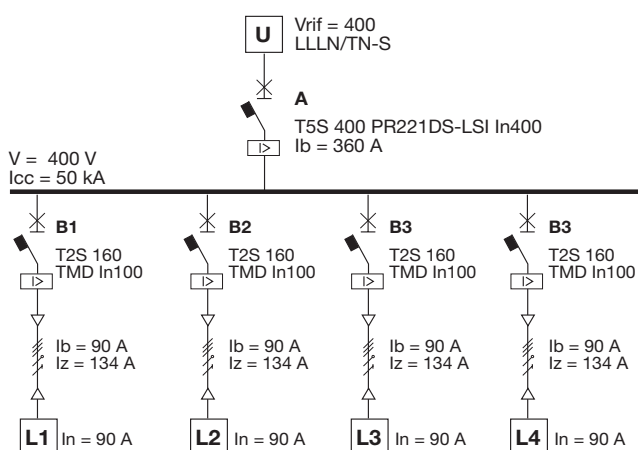 U
Vrif = 400
LLLN/TN-S
A
T5S 400 PR221DS-LSI In400
Ib = 360 A
I>
V = 400 V
Icc = 50 kA
B1
T2S 160
TMD In100
I>
Ib = 90 A
Iz = 134 A
L1 In = 90 A
B2
T2S 160
TMD In100
I>
Ib = 90 A
Iz = 134 A
L2 In = 90 A
B3
T2S 160
TMD In100
I>
Ib = 90 A
Iz = 134 A
L3 In = 90 A
B3
T2S 160
TMD In100
I>
Ib = 90 A
Iz = 134 A
L4 In = 90 A